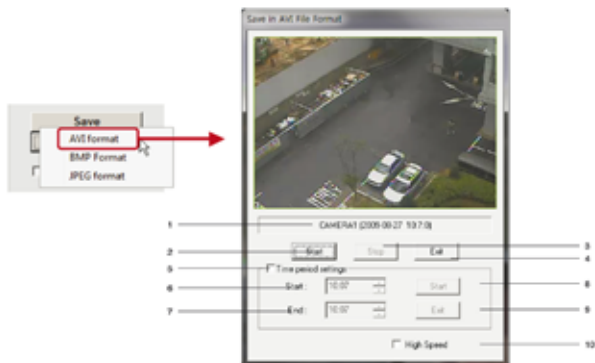 Save in AVI File Format
Save
AVI format
BMP Format
JPEG format
1
CAMERA1 (2005-08-27 10:7:0)
2
Start
Stop
Exit
3
4
5
Time period settings
6
Start:
10:07
Start
8
7
End:
10:07
Exit
9
High Speed
10